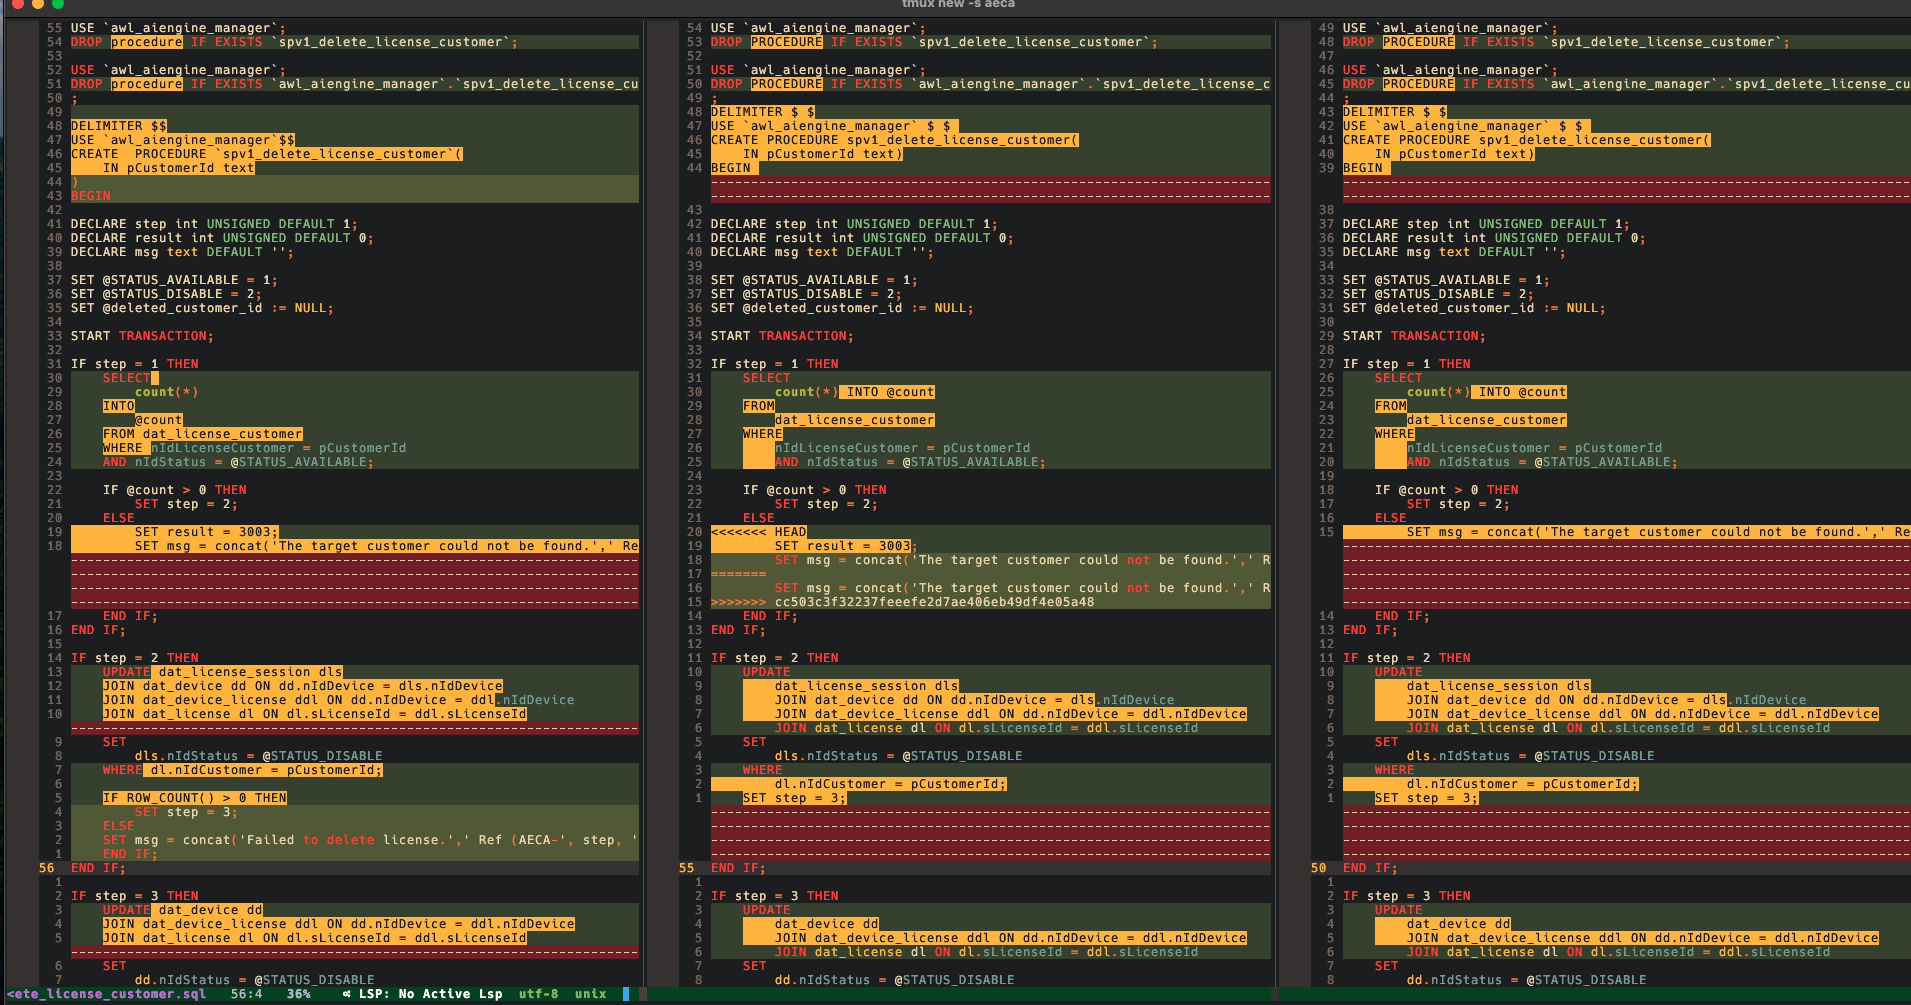 tmux new -s aeca
55 USE `awl_aiengine_manager`;
54 DROP procedure IF EXISTS `spv1_delete_license_customer`;
53
52 USE `awl_aiengine_manager`;
51 DROP procedure IF EXISTS `awl_aiengine_manager`.`spv1_delete_license_cu
50 ;
49
48 DELIMITER $$
47 USE `awl_aiengine_manager`$$
46 CREATE  PROCEDURE `spv1_delete_license_customer`(
45     IN pCustomerId text
44 )
43 BEGIN
42
41 DECLARE step int UNSIGNED DEFAULT 1;
40 DECLARE result int UNSIGNED DEFAULT 0;
39 DECLARE msg text DEFAULT '';
38
37 SET @STATUS_AVAILABLE = 1;
36 SET @STATUS_DISABLE = 2;
35 SET @deleted_customer_id := NULL;
34
33 START TRANSACTION;
32
31 IF step = 1 THEN
30     SELECT
29         count(*)
28     INTO
27         @count
26     FROM dat_license_customer
25     WHERE nIdLicenseCustomer = pCustomerId
24     AND nIdStatus = @STATUS_AVAILABLE;
23
22     IF @count > 0 THEN
21         SET step = 2;
20     ELSE
19         SET result = 3003;
18         SET msg = concat('The target customer could not be found.',' Re
17     END IF;
16 END IF;
15
14 IF step = 2 THEN
13     UPDATE dat_license_session dls
12     JOIN dat_device dd ON dd.nIdDevice = dls.nIdDevice
11     JOIN dat_device_license ddl ON dd.nIdDevice = ddl.nIdDevice
10     JOIN dat_license dl ON dl.sLicenseId = ddl.sLicenseId
9     SET
8         dls.nIdStatus = @STATUS_DISABLE
7     WHERE dl.nIdCustomer = pCustomerId;
6
5     IF ROW_COUNT() > 0 THEN
4         SET step = 3;
3     ELSE
2     SET msg = concat('Failed to delete license.',' Ref (AECA-', step, '
1     END IF;
56 END IF;
1
2 IF step = 3 THEN
3     UPDATE dat_device dd
4     JOIN dat_device_license ddl ON dd.nIdDevice = ddl.nIdDevice
5     JOIN dat_license dl ON dl.sLicenseId = ddl.sLicenseId
6     SET
7         dd.nIdStatus = @STATUS_DISABLE
54 USE `awl_aiengine_manager`;
53 DROP PROCEDURE IF EXISTS `spv1_delete_license_customer`;
52
51 USE `awl_aiengine_manager`;
50 DROP PROCEDURE IF EXISTS `awl_aiengine_manager`.`spv1_delete_license_c
49 ;
48 DELIMITER $ $
47 USE `awl_aiengine_manager` $ $
46 CREATE PROCEDURE spv1_delete_license_customer(
45     IN pCustomerId text)
44 BEGIN
43
42 DECLARE step int UNSIGNED DEFAULT 1;
41 DECLARE result int UNSIGNED DEFAULT 0;
40 DECLARE msg text DEFAULT '';
39
38 SET @STATUS_AVAILABLE = 1;
37 SET @STATUS_DISABLE = 2;
36 SET @deleted_customer_id := NULL;
35
34 START TRANSACTION;
33
32 IF step = 1 THEN
31     SELECT
30         count(*) INTO @count
29     FROM
28         dat_license_customer
27     WHERE
26         nIdLicenseCustomer = pCustomerId
25         AND nIdStatus = @STATUS_AVAILABLE;
24
23     IF @count > 0 THEN
22         SET step = 2;
21     ELSE
20 <<<<<<< HEAD
19         SET result = 3003;
18         SET msg = concat('The target customer could not be found.',' R
17 =======
16         SET msg = concat('The target customer could not be found.',' R
15 >>>>>>> cc503c3f32237feeefe2d7ae406eb49df4e05a48
14     END IF;
13 END IF;
12
11 IF step = 2 THEN
10     UPDATE
9         dat_license_session dls
8         JOIN dat_device dd ON dd.nIdDevice = dls.nIdDevice
7         JOIN dat_device_license ddl ON dd.nIdDevice = ddl.nIdDevice
6         JOIN dat_license dl ON dl.sLicenseId = ddl.sLicenseId
5     SET
4         dls.nIdStatus = @STATUS_DISABLE
3     WHERE
2         dl.nIdCustomer = pCustomerId;
1     SET step = 3;
55 END IF;
1
2 IF step = 3 THEN
3     UPDATE
4         dat_device dd
5         JOIN dat_device_license ddl ON dd.nIdDevice = ddl.nIdDevice
6         JOIN dat_license dl ON dl.sLicenseId = ddl.sLicenseId
7     SET
8         dd.nIdStatus = @STATUS_DISABLE
49 USE `awl_aiengine_manager`;
48 DROP PROCEDURE IF EXISTS `spv1_delete_license_customer`;
47
46 USE `awl_aiengine_manager`;
45 DROP PROCEDURE IF EXISTS `awl_aiengine_manager`.`spv1_delete_license_cu
44 ;
43 DELIMITER $ $
42 USE `awl_aiengine_manager` $ $
41 CREATE PROCEDURE spv1_delete_license_customer(
40     IN pCustomerId text)
39 BEGIN
38
37 DECLARE step int UNSIGNED DEFAULT 1;
36 DECLARE result int UNSIGNED DEFAULT 0;
35 DECLARE msg text DEFAULT '';
34
33 SET @STATUS_AVAILABLE = 1;
32 SET @STATUS_DISABLE = 2;
31 SET @deleted_customer_id := NULL;
30
29 START TRANSACTION;
28
27 IF step = 1 THEN
26     SELECT
25         count(*) INTO @count
24     FROM
23         dat_license_customer
22     WHERE
21         nIdLicenseCustomer = pCustomerId
20         AND nIdStatus = @STATUS_AVAILABLE;
19
18     IF @count > 0 THEN
17         SET step = 2;
16     ELSE
15         SET msg = concat('The target customer could not be found.',' Re
14     END IF;
13 END IF;
12
11 IF step = 2 THEN
10     UPDATE
9         dat_license_session dls
8         JOIN dat_device dd ON dd.nIdDevice = dls.nIdDevice
7         JOIN dat_device_license ddl ON dd.nIdDevice = ddl.nIdDevice
6         JOIN dat_license dl ON dl.sLicenseId = ddl.sLicenseId
5     SET
4         dls.nIdStatus = @STATUS_DISABLE
3     WHERE
2         dl.nIdCustomer = pCustomerId;
1     SET step = 3;
50 END IF;
1
2 IF step = 3 THEN
3     UPDATE
4         dat_device dd
5         JOIN dat_device_license ddl ON dd.nIdDevice = ddl.nIdDevice
6         JOIN dat_license dl ON dl.sLicenseId = ddl.sLicenseId
7     SET
8         dd.nIdStatus = @STATUS_DISABLE
<ete_license_customer.sql   56:4   36%   LSP: No Active Lsp  utf-8  unix